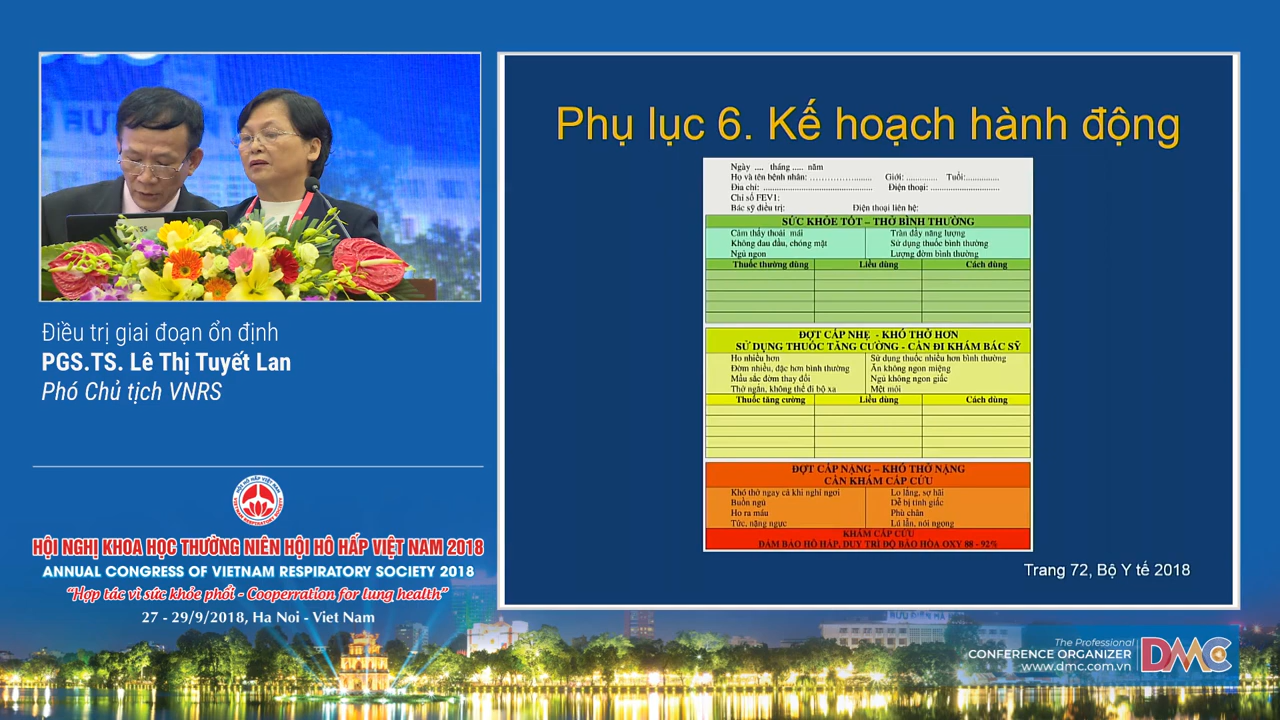 Điều trị giai đoạn ổn định
PGS.TS. Lê Thị Tuyết Lan
Phó Chủ tịch VNRS
HỘI HÔ HẤP VIỆT NAM
VIETNAM RESPIRATORY SOCIETY
HỘI NGHỊ KHOA HỌC THƯỜNG NIÊN HỘI HÔ HẤP VIỆT NAM 2018
ANNUAL CONGRESS OF VIETNAM RESPIRATORY SOCIETY 2018
“Hợp tác vì sức khỏe phổi - Cooperration for lung health”
27 - 29/9/2018, Ha Noi - Viet Nam
Phụ lục 6. Kế hoạch hành động
Ngày .... tháng ..... năm
Họ và tên bệnh nhân: ........................ Giới: ............. Tuổi:...............
Địa chỉ: .................................................. Điện thoại: ...............................
Chỉ số FEV1:
Bác sỹ điều trị: Điện thoại liên hệ:
SỨC KHỎE TỐT – THỞ BÌNH THƯỜNG
Cảm thấy thoải mái Tràn đầy năng lượng
Không đau đầu, chóng mặt Sử dụng thuốc bình thường
Ngủ ngon Lượng đờm bình thường
Thuốc thường dùng Liều dùng Cách dùng
ĐỢT CẤP NHẸ - KHÓ THỞ HƠN
SỬ DỤNG THUỐC TĂNG CƯỜNG - CẦN ĐI KHÁM BÁC SỸ
Ho nhiều hơn Sử dụng thuốc nhiều hơn bình thường
Đờm nhiều, đặc hơn bình thường Ăn không ngon miệng
Màu sắc đờm thay đổi Ngủ không ngon giấc
Thở ngắn, không thể đi bộ xa Mệt mỏi
Thuốc tăng cường Liều dùng Cách dùng
ĐỢT CẤP NẶNG – KHÓ THỞ NẶNG
CẦN KHÁM CẤP CỨU
Khó thở ngay cả khi nghỉ ngơi Lo lắng, sợ hãi
Buồn ngủ Dễ bị tỉnh giấc
Ho ra máu Phù chân
Tức, nặng ngực Lú lẫn, nói ngọng
KHÁM CẤP CỨU
ĐẢM BẢO HÔ HẤP, DUY TRÌ ĐỘ BÃO HÒA OXY 88 - 92%
Trang 72, Bộ Y tế 2018
The Professional
CONFERENCE ORGANIZER
www.dmc.com.vn
DMC